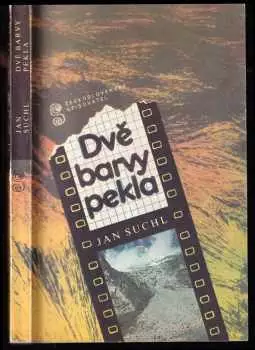 DVĚ BARVY
PEKLA
JAN
SUCHL
ČESKOSLOVENSKÝ
SPISOVATEL
Dvě
barvy
pekla
JAN SUCHL